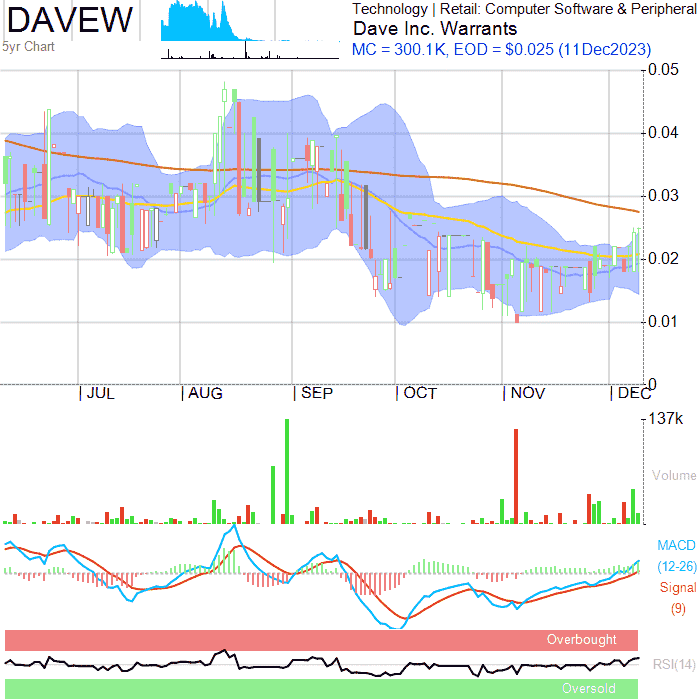 DAVEW
5yr Chart
Technology | Retail: Computer Software & Peripheral
Dave Inc. Warrants
MC = 300.1K, EOD = $0.025 (11Dec2023)
0.05
0.04
0.03
0.02
0.01
0
JUL
AUG
SEP
OCT
NOV
DEC
137k
Volume
MACD
(12-26)
Signal
(9)
Overbought
RSI(14)
Oversold